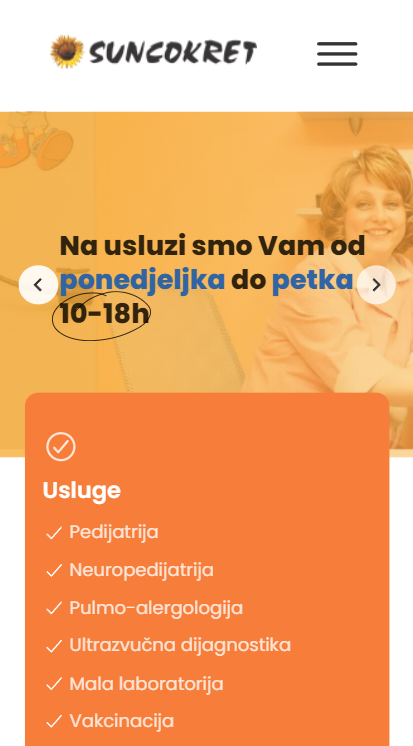 SUNCOKRET
Na usluzi smo Vam od
ponedjeljka do petka
10-18h
Usluge
Pedijatrija
Neuropedijatrija
Pulmo-alergologija
Ultrazvučna dijagnostika
Mala laboratorija
Vakcinacija